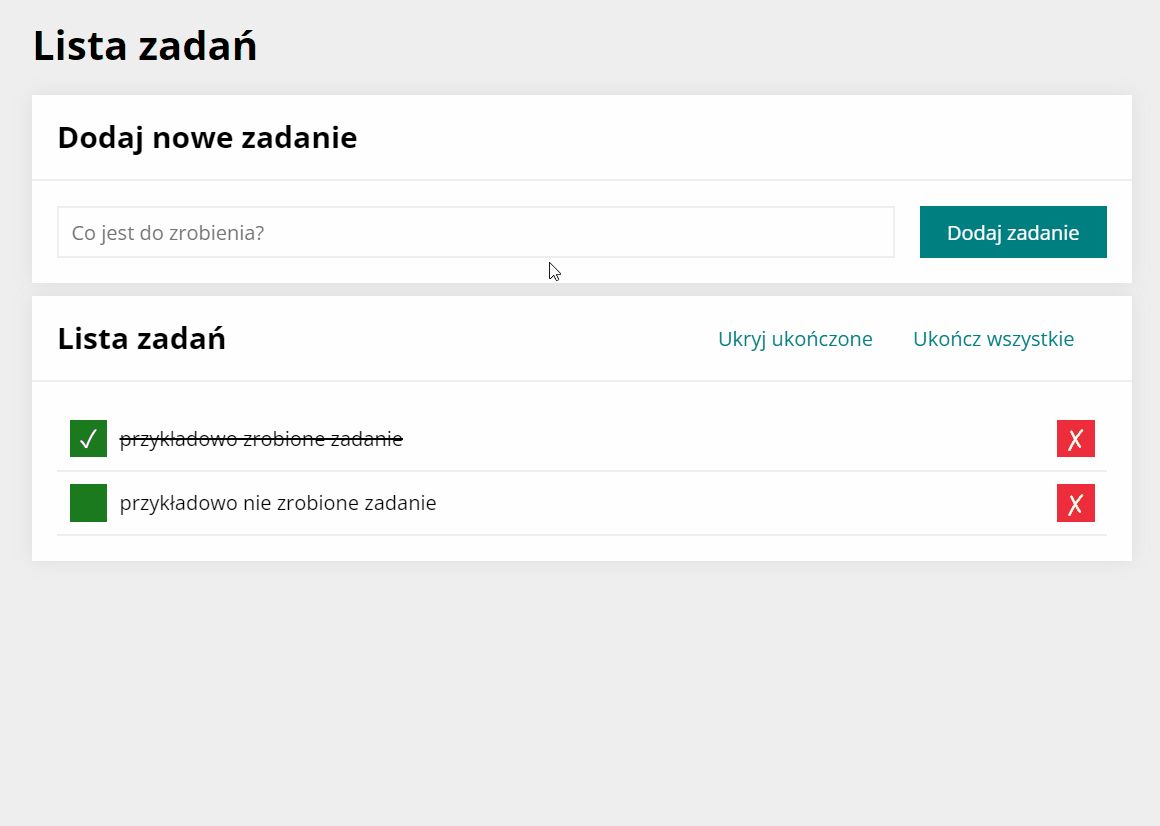 Lista zadań
Dodaj nowe zadanie
Co jest do zrobienia?
Dodaj zadanie
Lista zadań
Ukryj ukończone
Ukończ wszystkie
✓ przykładowo zrobione zadanie ✗
przykładowo nie zrobione zadanie ✗